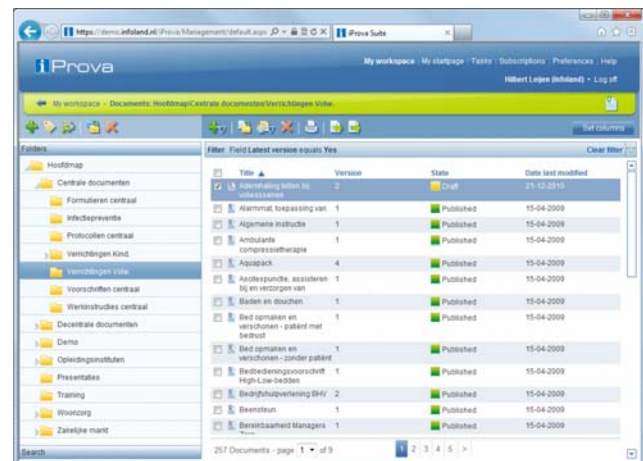 https://demo.infoland.nl/iProva/Management/default.aspx
iProva Suite
iProva
My workspace | My startpage | Tasks | Subscriptions | Preferences | Help
Hilbert Leijen (Infoland) • Log off
My workspace - Documents: Hoofdmap\Centrale documenten\Verrichtingen Volw.
Set columns
Folders
Filter Field Latest version equals Yes
Clear filter
Hoofdmap
Centrale documenten
Formulieren centraal
Infectiepreventie
Protocollen centraal
Verrichtingen Kind.
Verrichtingen Volw.
Voorschriften centraal
Werkinstructies centraal
Decentrale documenten
Demo
Opleidingsinstituten
Presentaties
Training
Woonzorg
Zakelijke markt
Search
Title Version State Date last modified
Ademhaling tellen bij 2 Draft 21-12-2010
volwassenen
Alarmmat, toepassing van 1 Published 15-04-2009
Algemene instructie 1 Published 15-04-2009
Ambulante 1 Published 15-04-2009
compressietherapie
Aquapack 4 Published 15-04-2009
Ascitespunctie, assisteren 1 Published 15-04-2009
bij en verzorgen van
Baden en douchen 1 Published 15-04-2009
Bed opmaken en 1 Published 15-04-2009
verschonen - patiënt met
bedrust
Bed opmaken en 1 Published 15-04-2009
verschonen - zonder patiënt
Bedbedieningsvoorschrift 1 Published 15-04-2009
High-Low-bedden
Bedrijfshulpverlening BHV 2 Published 15-04-2009
Beensteun 1 Published 15-04-2009
Bereikbaarheid Managers 1 Published 15-04-2009
257 Documents - page 1 of 9
1 2 3 4 5 >